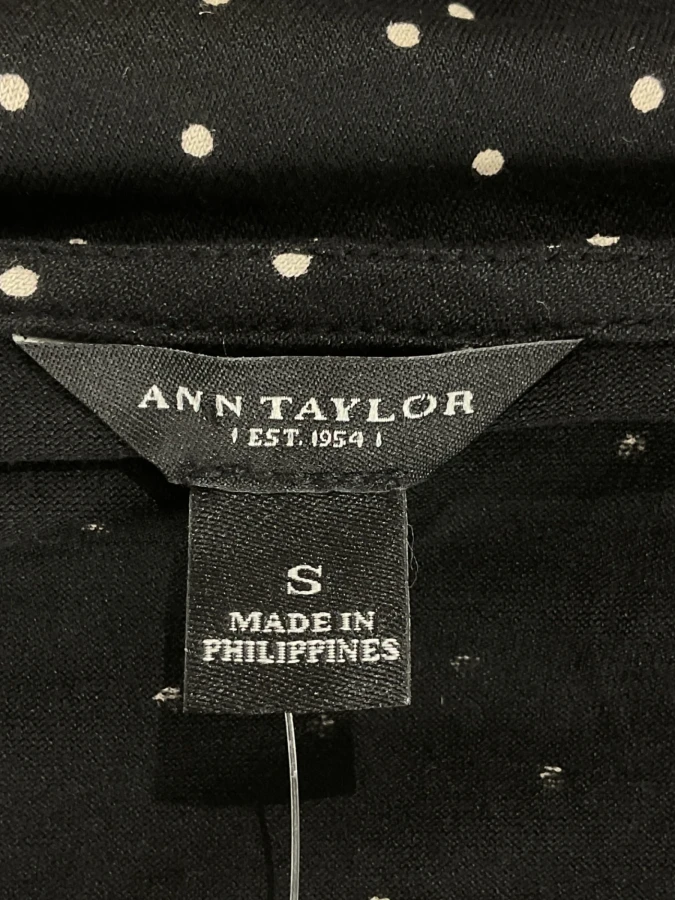 ANN TAYLOR
EST. 1954
S
MADE IN
PHILIPPINES